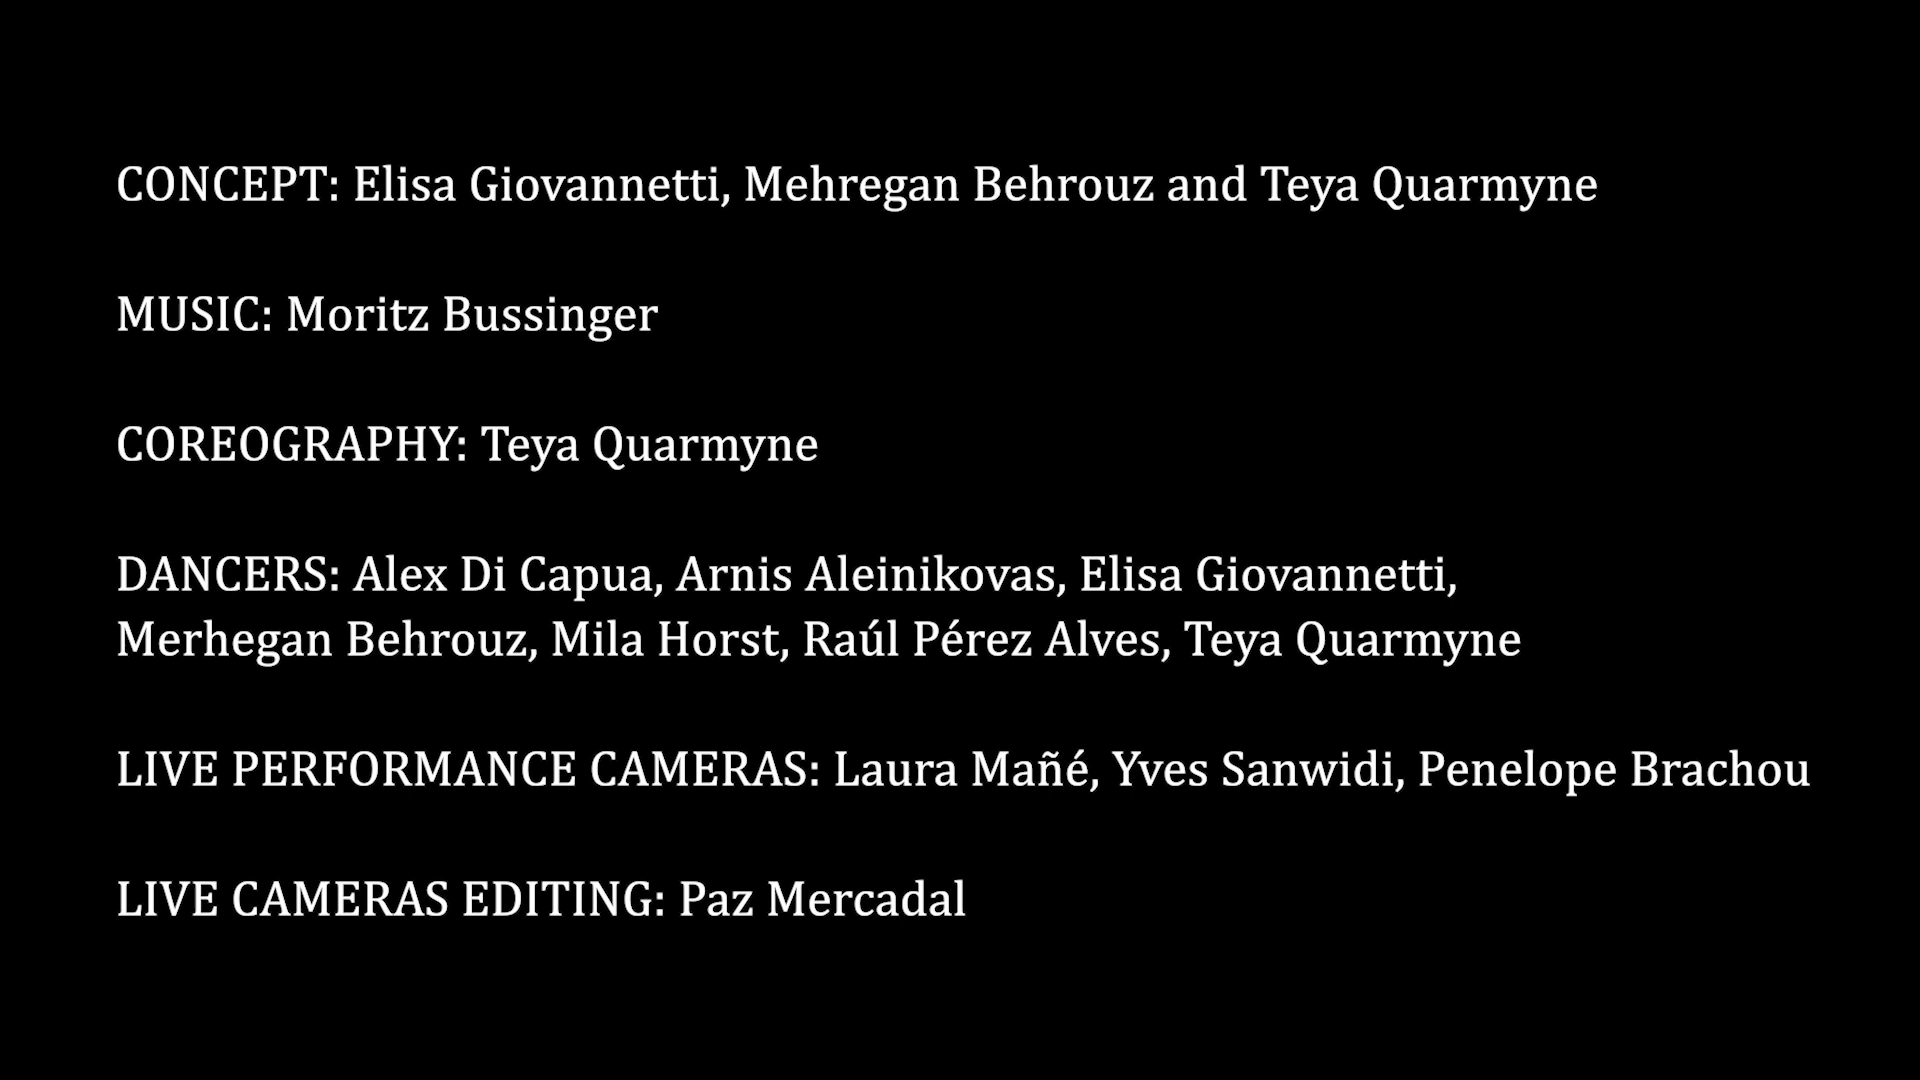 CONCEPT: Elisa Giovannetti, Mehregan Behrouz and Teya Quarmyne
MUSIC: Moritz Bussinger
COREOGRAPHY: Teya Quarmyne
DANCERS: Alex Di Capua, Arnis Aleinikovas, Elisa Giovannetti,
Merhegan Behrouz, Mila Horst, Raúl Pérez Alves, Teya Quarmyne
LIVE PERFORMANCE CAMERAS: Laura Mañé, Yves Sanwidi, Penelope Brachou
LIVE CAMERAS EDITING: Paz Mercadal